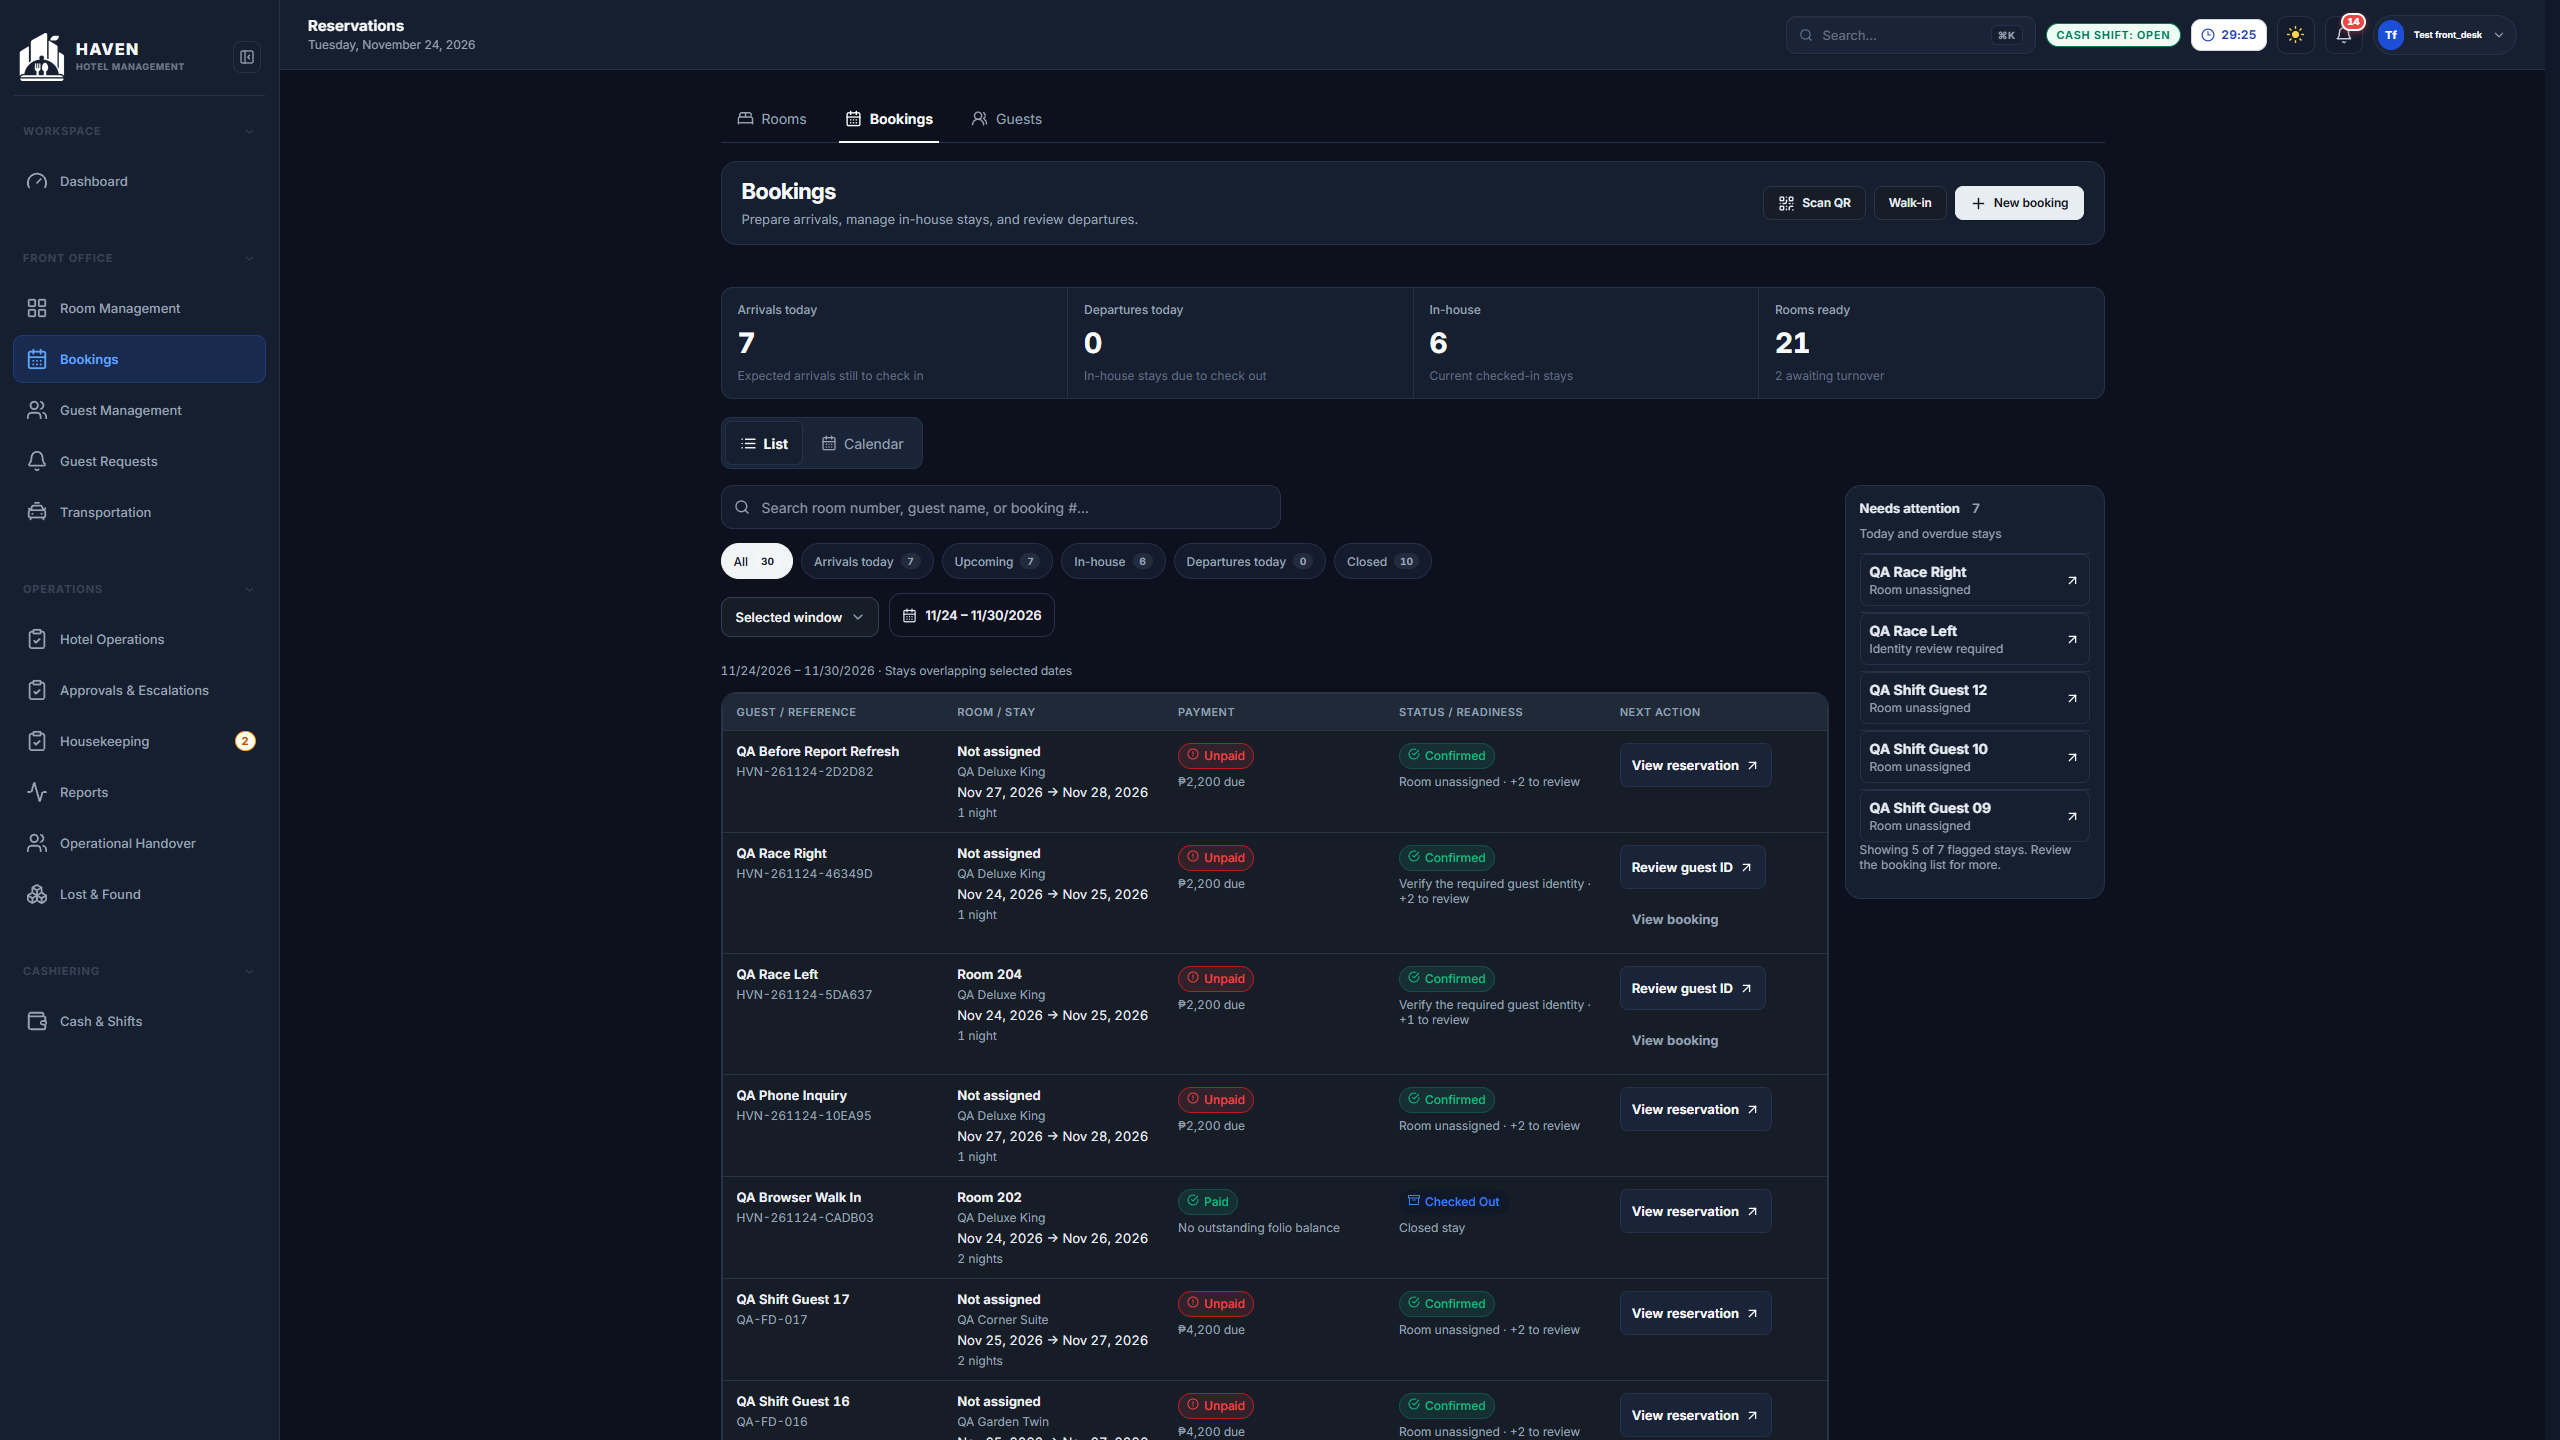 HAVEN
HOTEL MANAGEMENT
WORKSPACE
Dashboard
FRONT OFFICE
Room Management
Bookings
Guest Management
Guest Requests
Transportation
OPERATIONS
Hotel Operations
Approvals & Escalations
Housekeeping 2
Reports
Operational Handover
Lost & Found
CASHIERING
Cash & Shifts
Reservations
Tuesday, November 24, 2026
Search... ⌘K
CASH SHIFT: OPEN
29:25
14
Tf Test front_desk
Rooms Bookings Guests
Bookings
Prepare arrivals, manage in-house stays, and review departures.
Scan QR Walk-in New booking
Arrivals today
7
Expected arrivals still to check in
Departures today
0
In-house stays due to check out
In-house
6
Current checked-in stays
Rooms ready
21
2 awaiting turnover
List Calendar
Search room number, guest name, or booking #...
All 30 Arrivals today 7 Upcoming 7 In-house 6 Departures today 0 Closed 10
Selected window 11/24 – 11/30/2026
11/24/2026 – 11/30/2026 · Stays overlapping selected dates
GUEST / REFERENCE ROOM / STAY PAYMENT STATUS / READINESS NEXT ACTION
QA Before Report Refresh
HVN-261124-2D2D82
Not assigned
QA Deluxe King
Nov 27, 2026 → Nov 28, 2026
1 night
Unpaid
₱2,200 due
Confirmed
Room unassigned · +2 to review
View reservation
QA Race Right
HVN-261124-46349D
Not assigned
QA Deluxe King
Nov 24, 2026 → Nov 25, 2026
1 night
Unpaid
₱2,200 due
Confirmed
Verify the required guest identity ·
+2 to review
Review guest ID
View booking
QA Race Left
HVN-261124-5DA637
Room 204
QA Deluxe King
Nov 24, 2026 → Nov 25, 2026
1 night
Unpaid
₱2,200 due
Confirmed
Verify the required guest identity ·
+1 to review
Review guest ID
View booking
QA Phone Inquiry
HVN-261124-10EA95
Not assigned
QA Deluxe King
Nov 27, 2026 → Nov 28, 2026
1 night
Unpaid
₱2,200 due
Confirmed
Room unassigned · +2 to review
View reservation
QA Browser Walk In
HVN-261124-CADB03
Room 202
QA Deluxe King
Nov 24, 2026 → Nov 26, 2026
2 nights
Paid
No outstanding folio balance
Checked Out
Closed stay
View reservation
QA Shift Guest 17
QA-FD-017
Not assigned
QA Corner Suite
Nov 25, 2026 → Nov 27, 2026
2 nights
Unpaid
₱4,200 due
Confirmed
Room unassigned · +2 to review
View reservation
QA Shift Guest 16
QA-FD-016
Not assigned
QA Garden Twin
Unpaid
₱4,200 due
Confirmed
Room unassigned · +2 to review
View reservation
Needs attention 7
Today and overdue stays
QA Race Right
Room unassigned
QA Race Left
Identity review required
QA Shift Guest 12
Room unassigned
QA Shift Guest 10
Room unassigned
QA Shift Guest 09
Room unassigned
Showing 5 of 7 flagged stays. Review
the booking list for more.